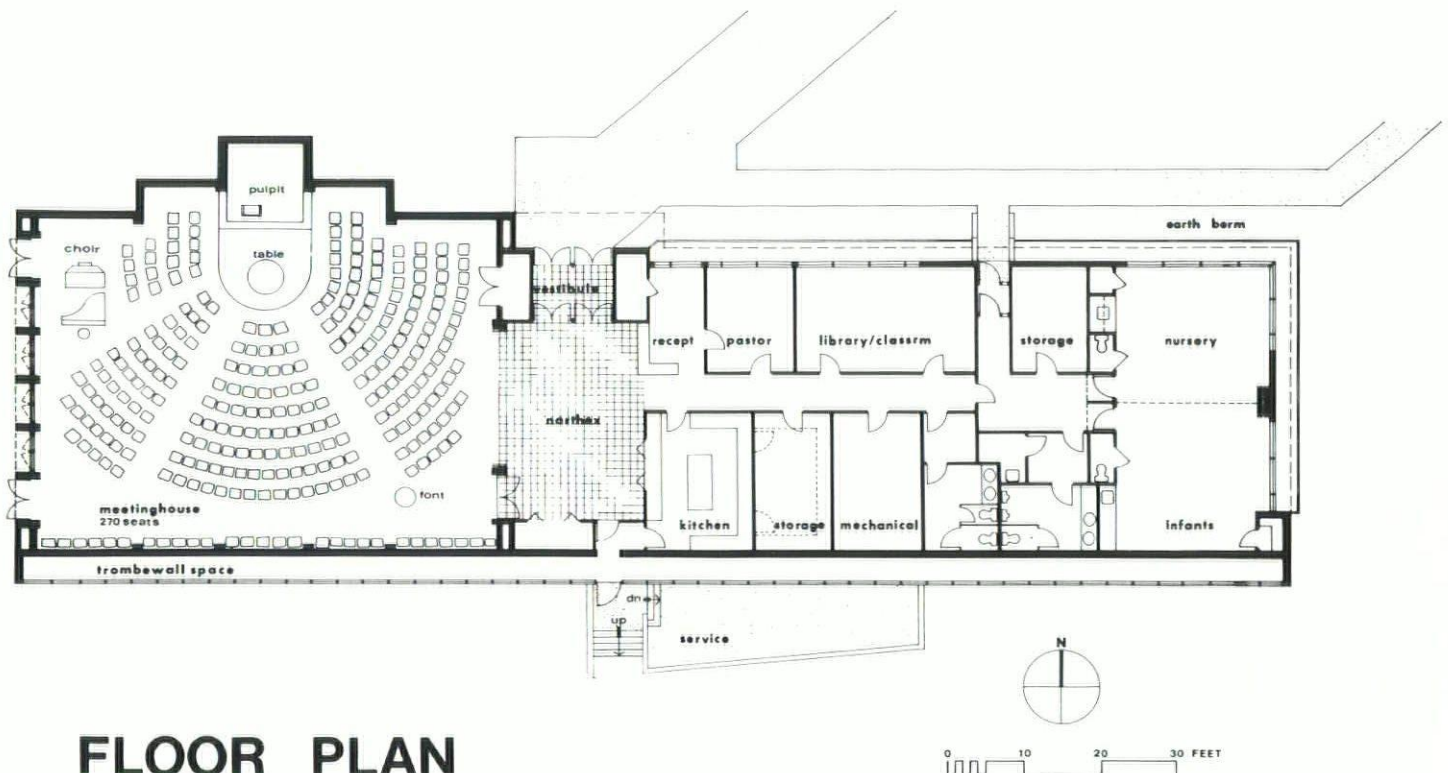 pulpit
earth berm
choir
table
vestibule
recept
pastor
library/classrm
storage
nursery
narthex
font
meetinghouse
270 seats
kitchen
storage
mechanical
infants
trombewall space
dn
up
service
N
FLOOR PLAN
0 10 20 30 FEET